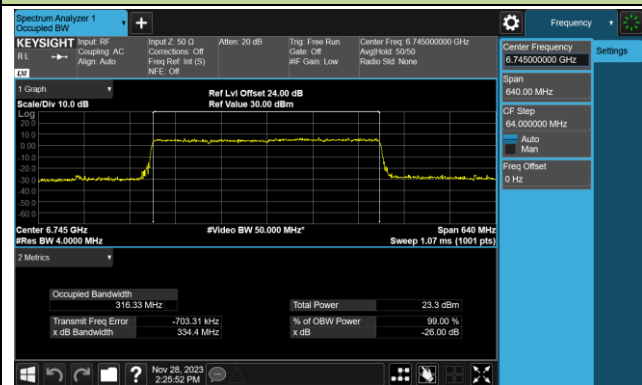 Spectrum Analyzer 1
Occupied BW
Frequency
KEYSIGHT
RL
LXI
Input: RF
Coupling: AC
Align: Auto
Input Z: 50 Ω
Corrections: Off
Freq Ref: Int (S)
NFE: Off
Atten: 20 dB
Trig: Free Run
Gate: Off
#IF Gain: Low
Center Freq: 6.745000000 GHz
Avg|Hold: 50/50
Radio Std: None
Center Frequency
6.745000000 GHz
Settings
Span
640.00 MHz
CF Step
64.000000 MHz
Auto
Man
Freq Offset
0 Hz
1 Graph
Scale/Div 10.0 dB
Ref Lvl Offset 24.00 dB
Ref Value 30.00 dBm
Log
20.0
10.0
0.00
-10.0
-20.0
-30.0
-40.0
-50.0
-60.0
Center 6.745 GHz
#Res BW 4.0000 MHz
#Video BW 50.000 MHz*
Span 640 MHz
Sweep 1.07 ms (1001 pts)
2 Metrics
Occupied Bandwidth
316.33 MHz
Total Power 23.3 dBm
Transmit Freq Error -703.31 kHz
% of OBW Power 99.00 %
x dB Bandwidth 334.4 MHz
x dB -26.00 dB
?
Nov 28, 2023
2:25:52 PM